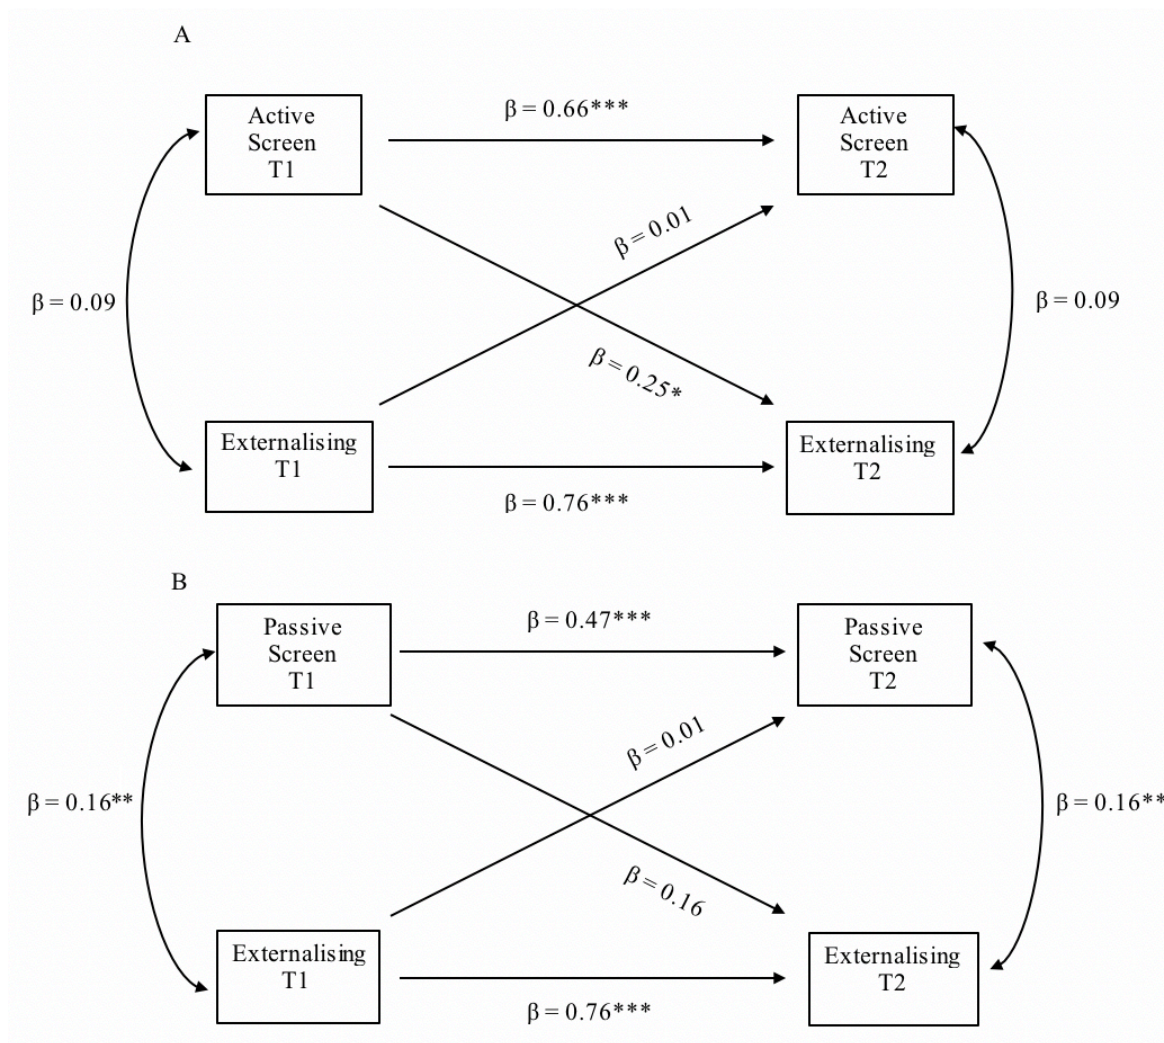 A
β = 0.66***
Active
Screen
T1
Active
Screen
T2
β = 0.01
β = 0.09
β = 0.09
β = 0.25*
Externalising
T1
Externalising
T2
β = 0.76***
B
β = 0.47***
Passive
Screen
T1
Passive
Screen
T2
β = 0.01
β = 0.16**
β = 0.16**
β = 0.16
Externalising
T1
Externalising
T2
β = 0.76***